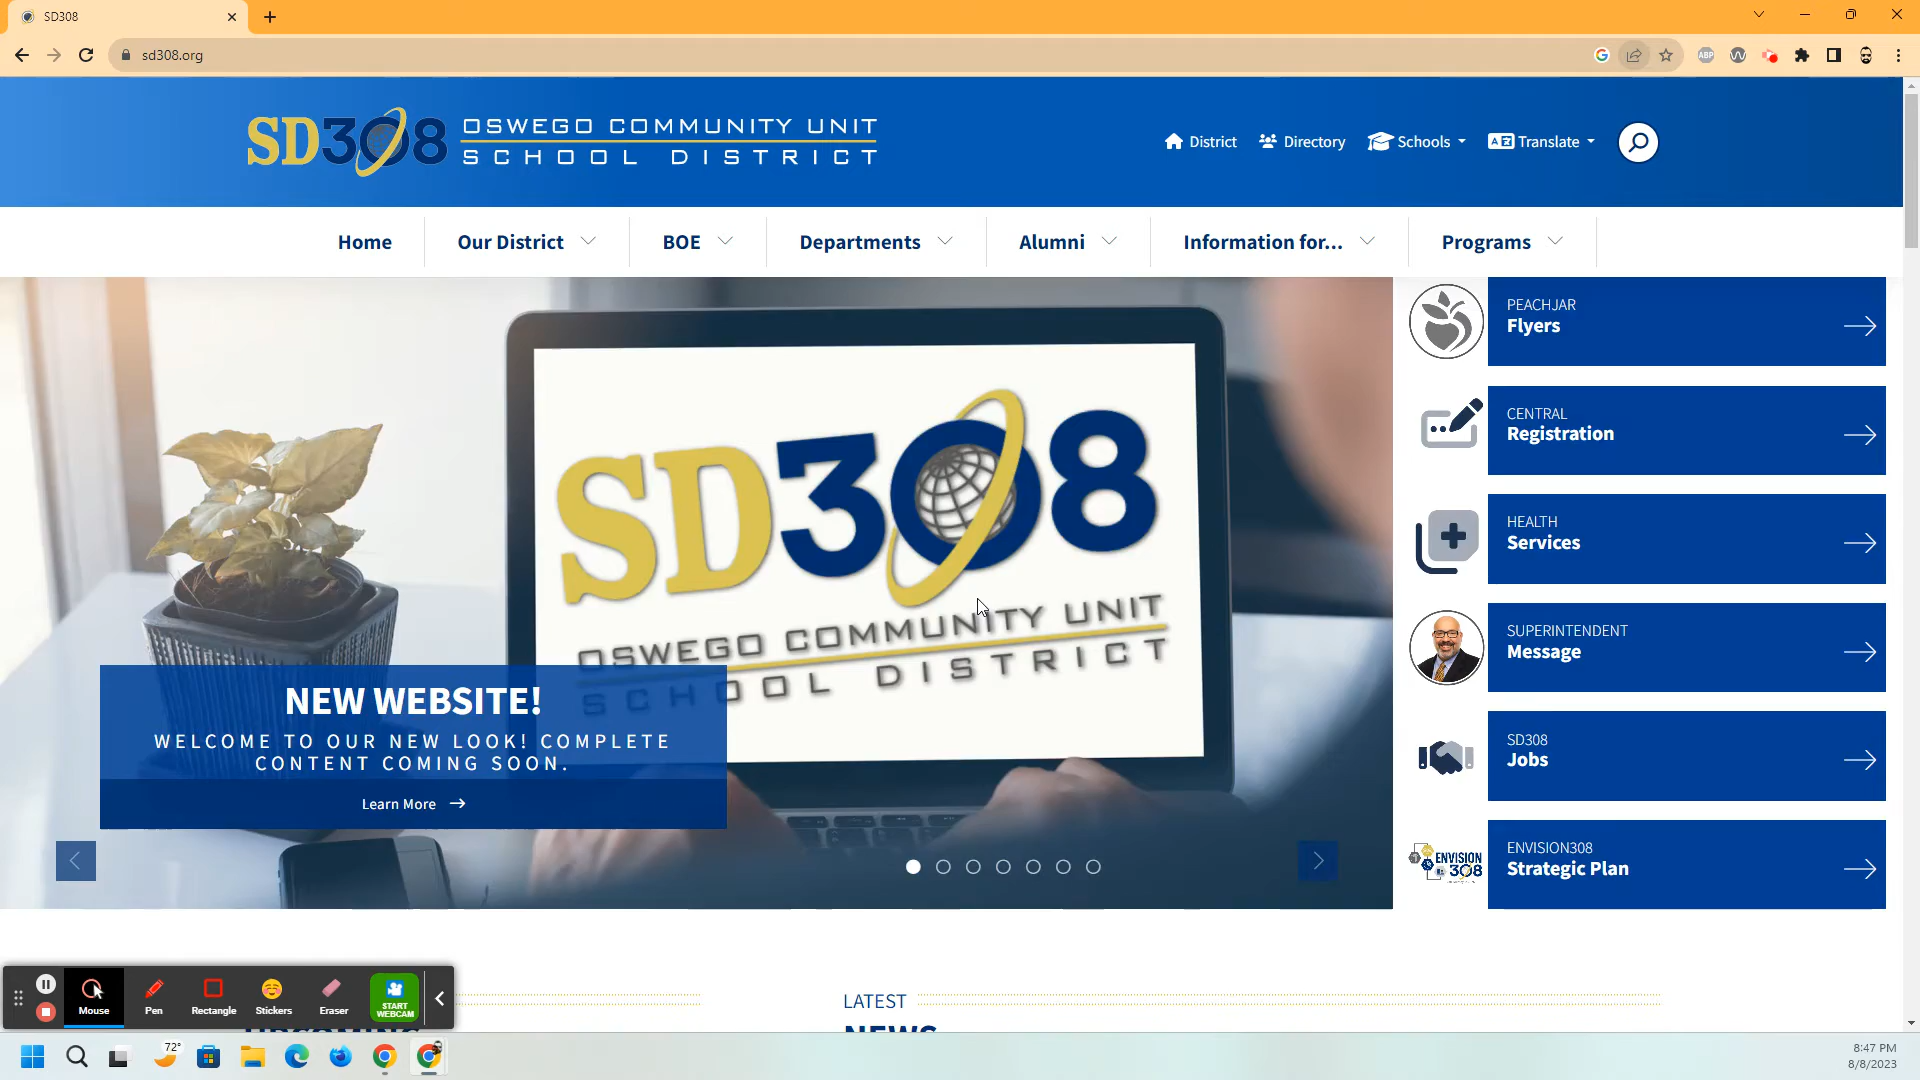 SD308
sd308.org
SD308 OSWEGO COMMUNITY UNIT
SCHOOL DISTRICT
District
Directory
Schools
Translate
Home
Our District
BOE
Departments
Alumni
Information for...
Programs
SD308
OSWEGO COMMUNITY UNIT
SCHOOL DISTRICT
NEW WEBSITE!
WELCOME TO OUR NEW LOOK! COMPLETE
CONTENT COMING SOON.
Learn More
PEACHJAR
Flyers
CENTRAL
Registration
HEALTH
Services
SUPERINTENDENT
Message
SD308
Jobs
ENVISION
308
ENVISION308
Strategic Plan
LATEST
NEWS
UPCOMING
Mouse
Pen
Rectangle
Stickers
Eraser
START
WEBCAM
ABP
72°
8:47 PM
8/8/2023